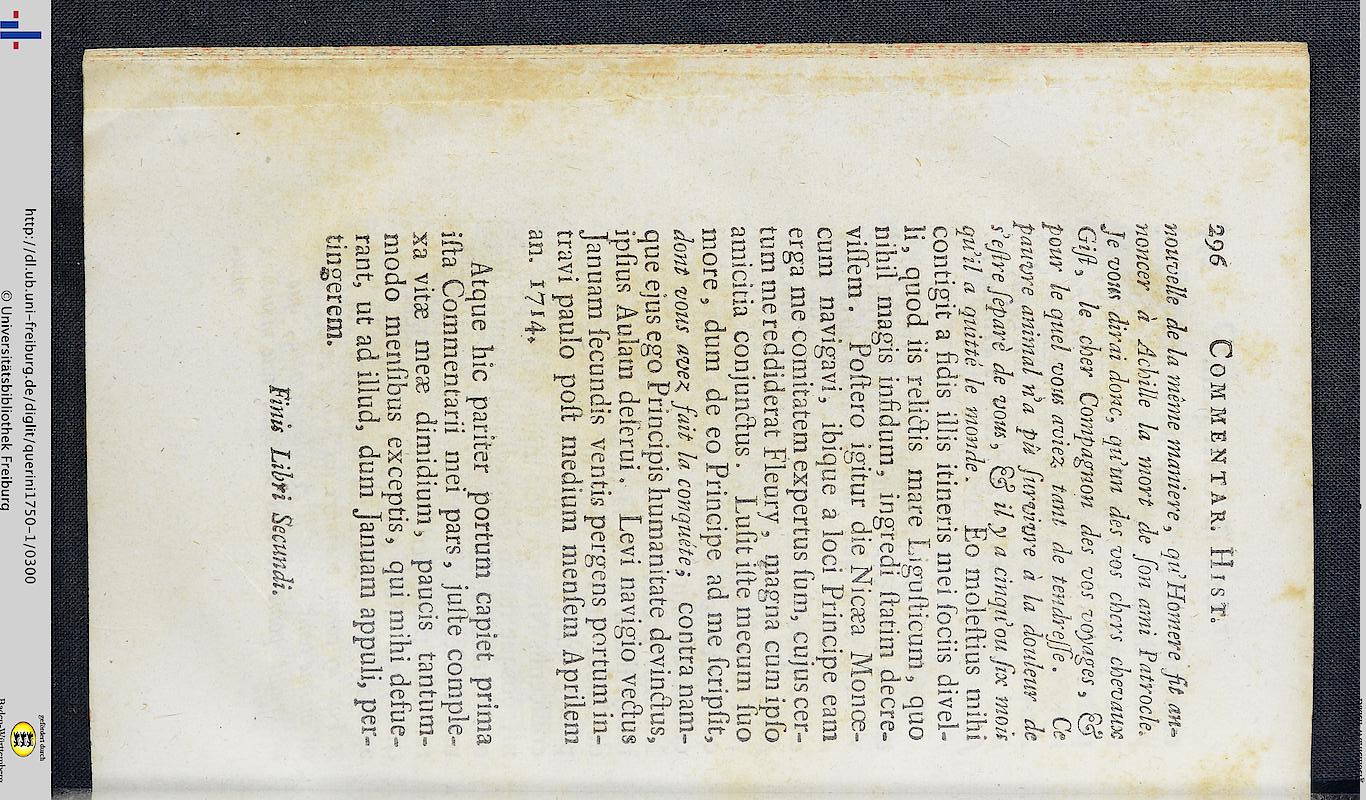 296 COMMENTAR. HIST.
nouvelle de la même maniere, qu'Homere fit an-
noncer à Achille la mort de ſon ami Patrocle.
Je vous dirai donc, qu'un des vos chers chevaux
Giſt, le cher Compagnon des vos voyages, &
pour le quel vous aviez tant de tendreſſe. Ce
pauvre animal n'a pû ſurvivre à la douleur de
s'eſtre ſeparè de vous, & il y a cinqu'ou ſix mois
qu'il a quitté le monde. Eo moleſtius mihi
contigit a fidis illis itineris mei ſociis divel-
li, quod iis relictis mare Liguſticum, quo
nihil magis infidum, ingredi ſtatim decre-
viſſem. Poſtero igitur die Nicæa Monœ-
cum navigavi, ibique a loci Principe eam
erga me comitatem expertus ſum, cujus cer-
tum me reddiderat Fleury, magna cum ipſo
amicitia conjunctus. Luſit iſte mecum ſuo
more, dum de eo Principe ad me ſcripſit,
dont vous avez fait la conquete; contra nam-
que ejus ego Principis humanitate devinctus,
ipſius Aulam deſerui. Levi navigio vectus
Januam ſecundis ventis pergens portum in-
travi paulo poſt medium menſem Aprilem
an. 1714.
Atque hic pariter portum capiet prima
iſta Commentarii mei pars, juſte comple-
xa vitæ meæ dimidium, paucis tantum-
modo menſibus exceptis, qui mihi defue-
rant, ut ad illud, dum Januam appuli, per-
tingerem.
Finis Libri Secundi.
http://dl.ub.uni-freiburg.de/diglit/querini1750-1/0300
© Universitätsbibliothek Freiburg
gefördert durch